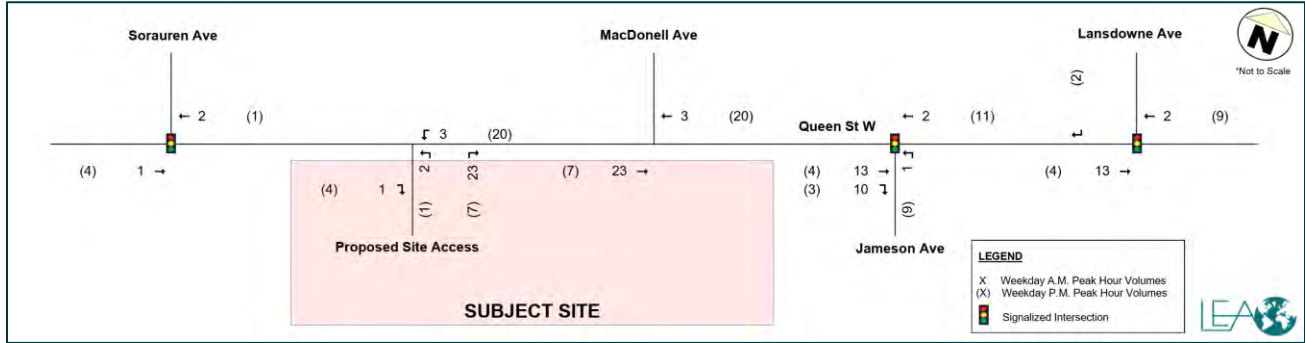 Sorauren Ave
MacDonell Ave
Lansdowne Ave
N
*Not to Scale
(2)
← 2 (1)
← 3 (20)
Queen St W
← 2 (11)
← 2 (9)
3 (20)
(4) 1 →
2
23
(7) 23 →
(4) 13 →
1
(4) 13 →
(4) 1
(1)
(7)
(3) 10
(9)
Proposed Site Access
Jameson Ave
SUBJECT SITE
LEGEND
X Weekday A.M. Peak Hour Volumes
(X) Weekday P.M. Peak Hour Volumes
Signalized Intersection
LEA